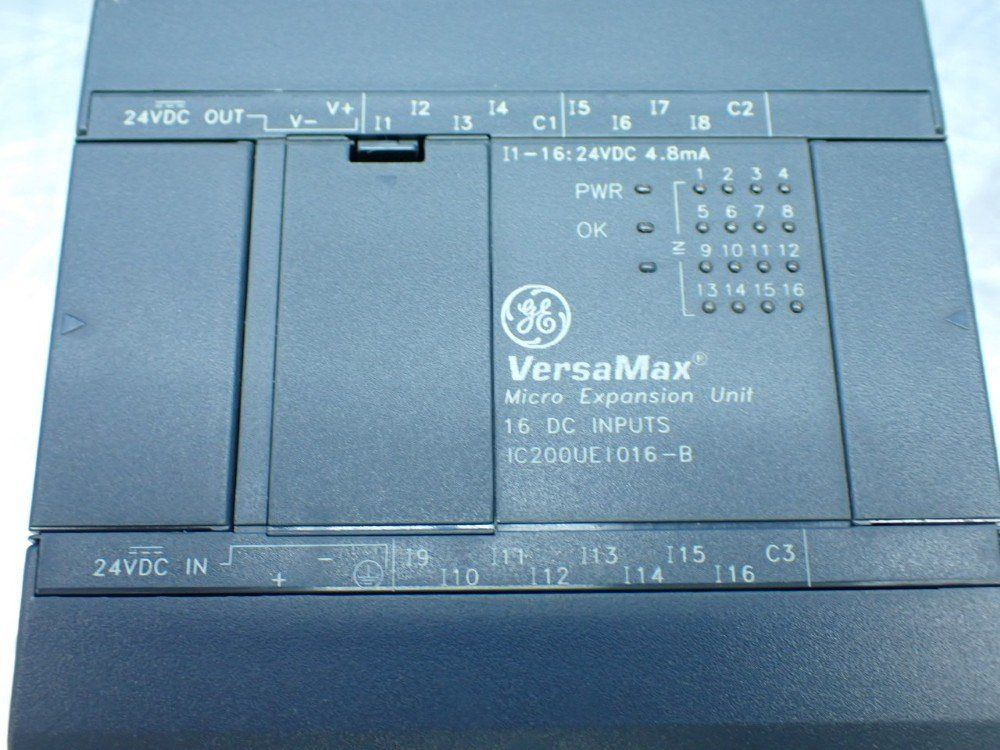 24VDC OUT V- V+ I1 I2 I3 I4 C1 I5 I6 I7 I8 C2
I1-16: 24VDC 4.8mA
1 2 3 4
PWR
5 6 7 8
OK
IN
9 10 11 12
13 14 15 16
GE
VersaMax®
Micro Expansion Unit
16 DC INPUTS
IC200UEI016-B
24VDC IN + - I9 I10 I11 I12 I13 I14 I15 I16 C3